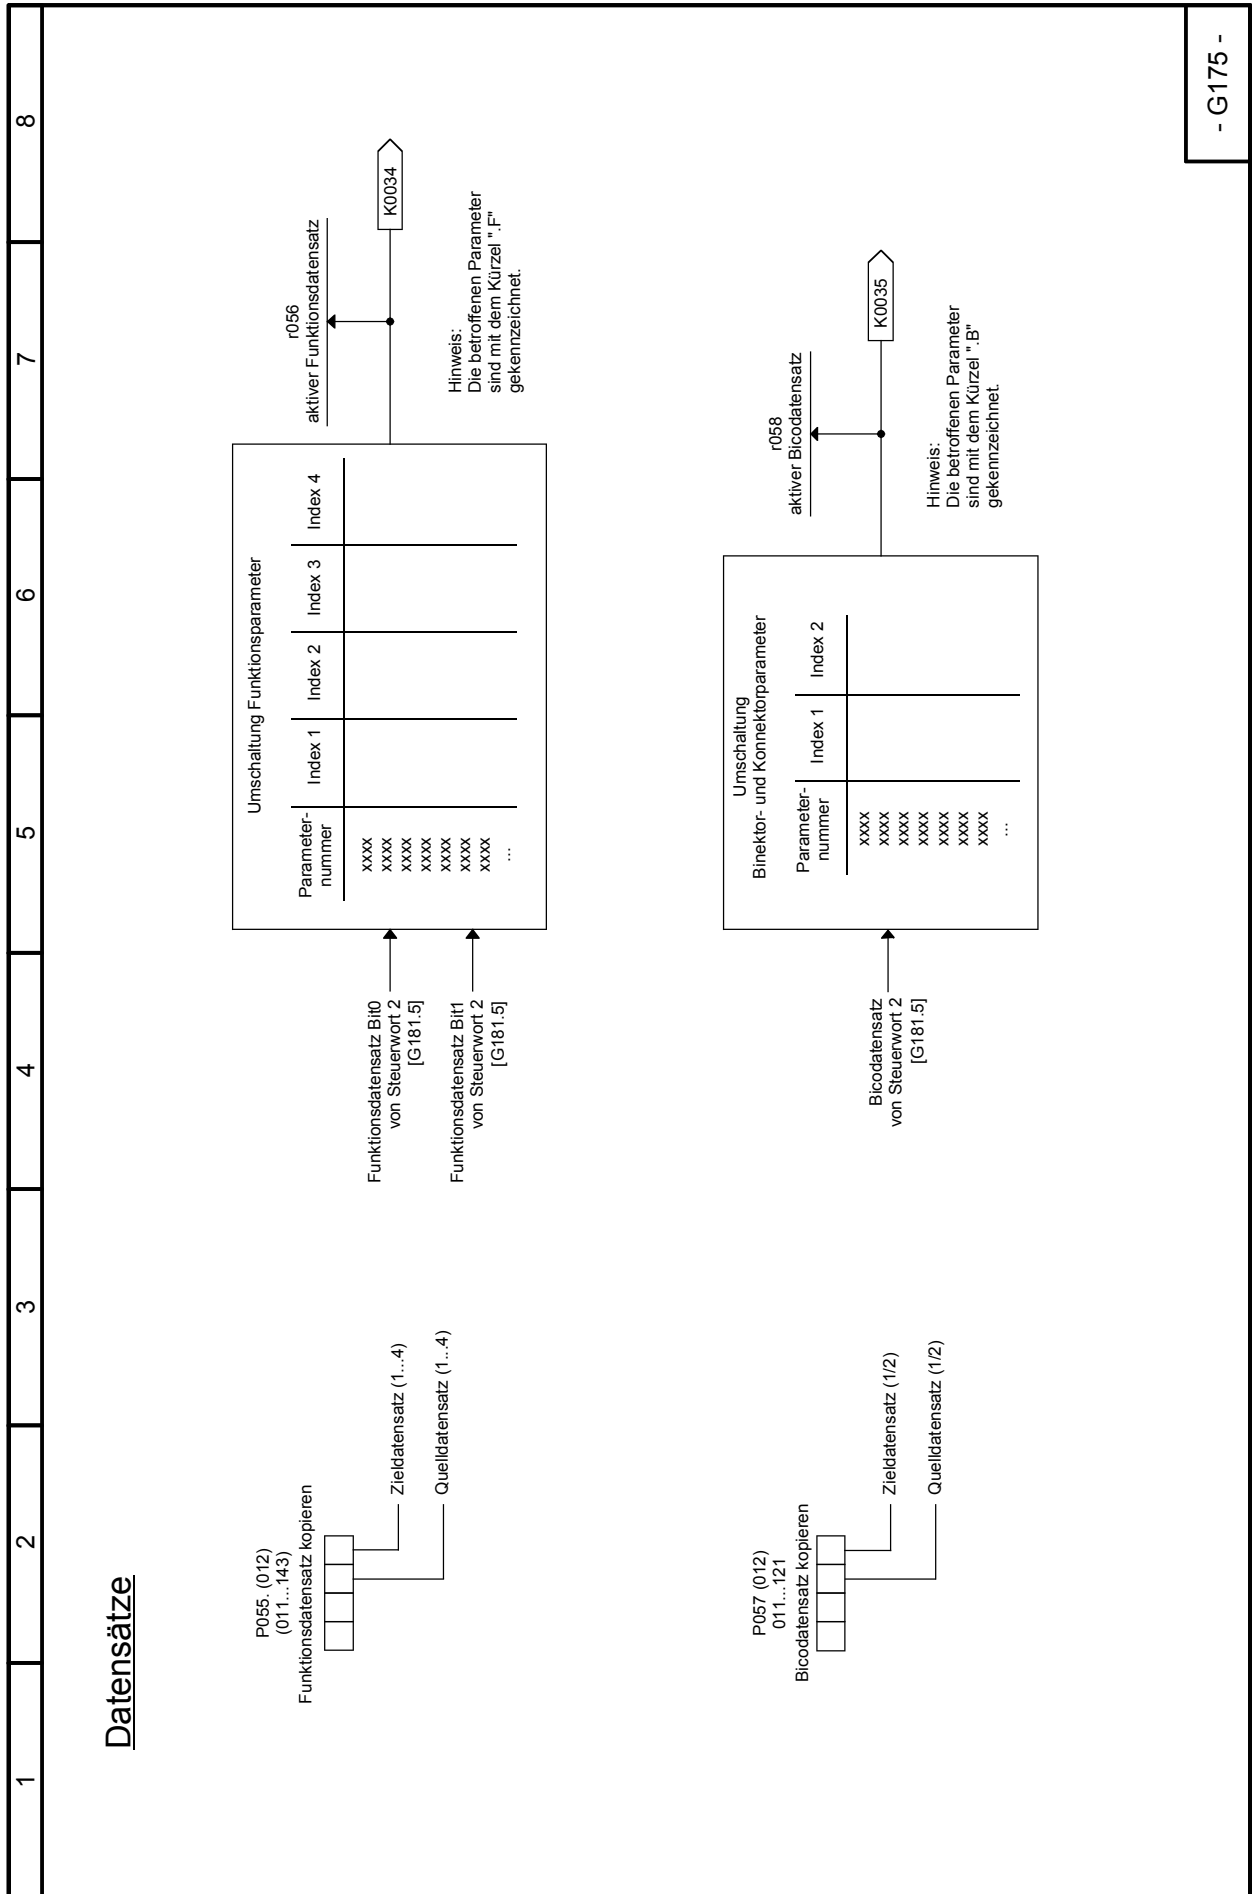 1 2 3 4 5 6 7 8
Datensätze
P055. (012)
(011...143)
Funktionsdatensatz kopieren
Zieldatensatz (1...4)
Quelldatensatz (1...4)
Funktionsdatensatz Bit0
von Steuerwort 2
[G181.5]
Funktionsdatensatz Bit1
von Steuerwort 2
[G181.5]
Umschaltung Funktionsparameter
Parameter-
nummer
Index 1 Index 2 Index 3 Index 4
xxxx
xxxx
xxxx
xxxx
xxxx
xxxx
xxxx
...
r056
aktiver Funktionsdatensatz
K0034
Hinweis:
Die betroffenen Parameter
sind mit dem Kürzel ".F"
gekennzeichnet.
P057 (012)
011...121
Bicodatensatz kopieren
Zieldatensatz (1/2)
Quelldatensatz (1/2)
Bicodatensatz
von Steuerwort 2
[G181.5]
Umschaltung
Binektor- und Konnektorparameter
Parameter-
nummer
Index 1 Index 2
xxxx
xxxx
xxxx
xxxx
xxxx
xxxx
xxxx
...
r058
aktiver Bicodatensatz
K0035
Hinweis:
Die betroffenen Parameter
sind mit dem Kürzel ".B"
gekennzeichnet.
- G175 -